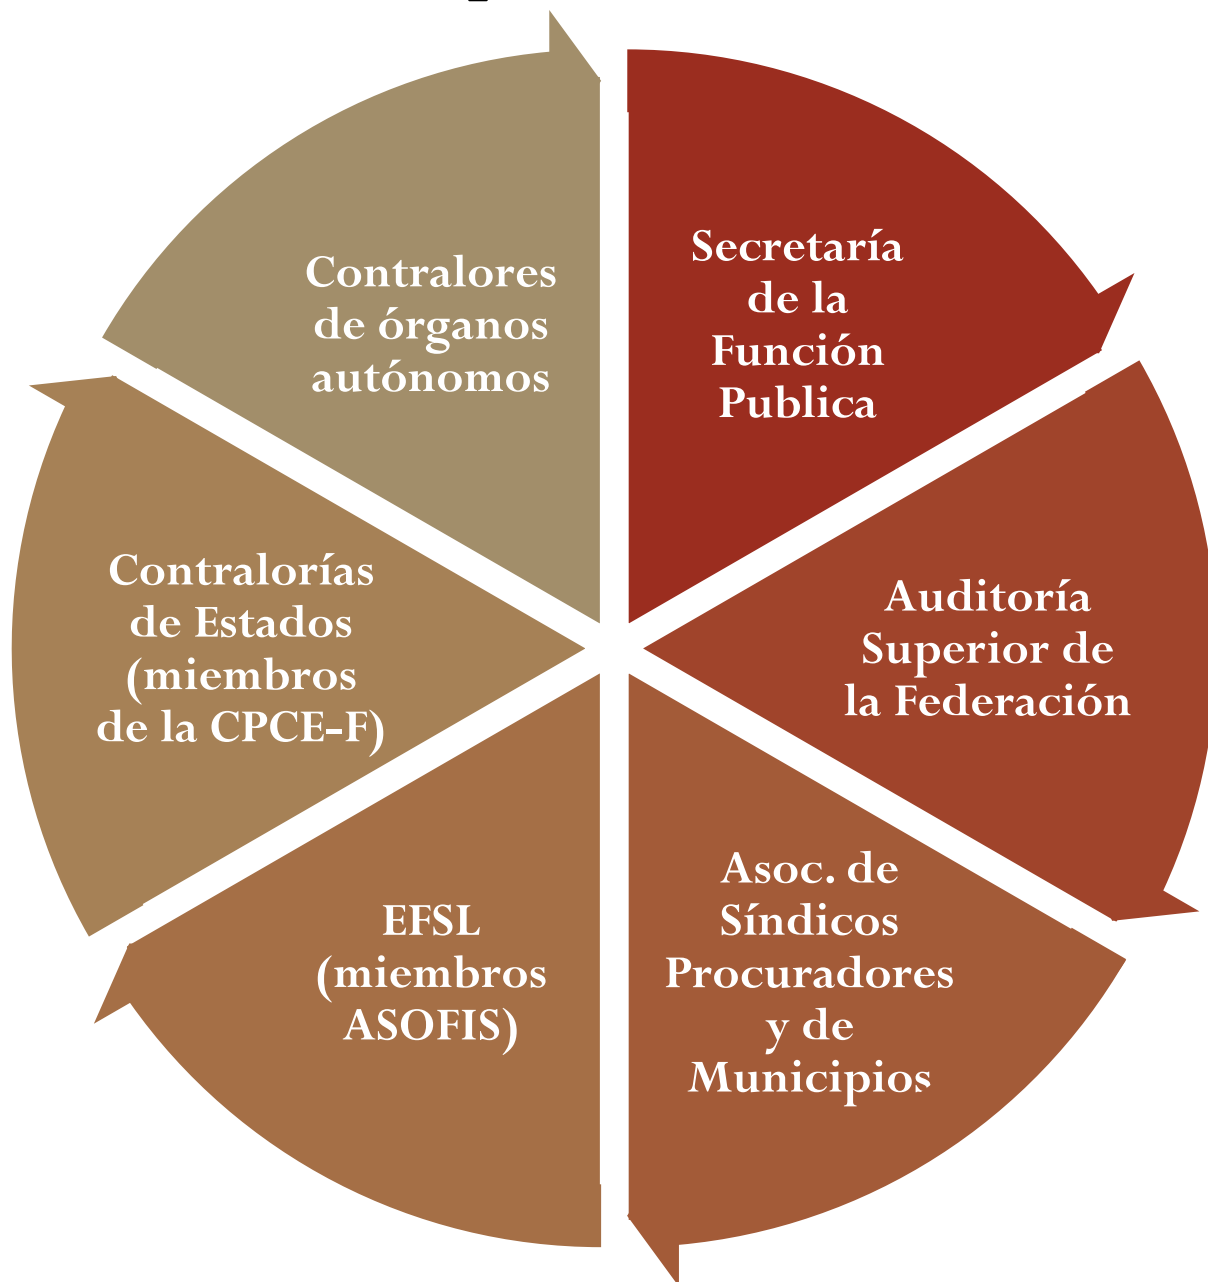 Secretaría
de la
Función
Publica
Auditoría
Superior de
la Federación
Asoc. de
Síndicos
Procuradores
y de
Municipios
EFSL
(miembros
ASOFIS)
Contralorías
de Estados
(miembros
de la CPCE-F)
Contralores
de órganos
autónomos